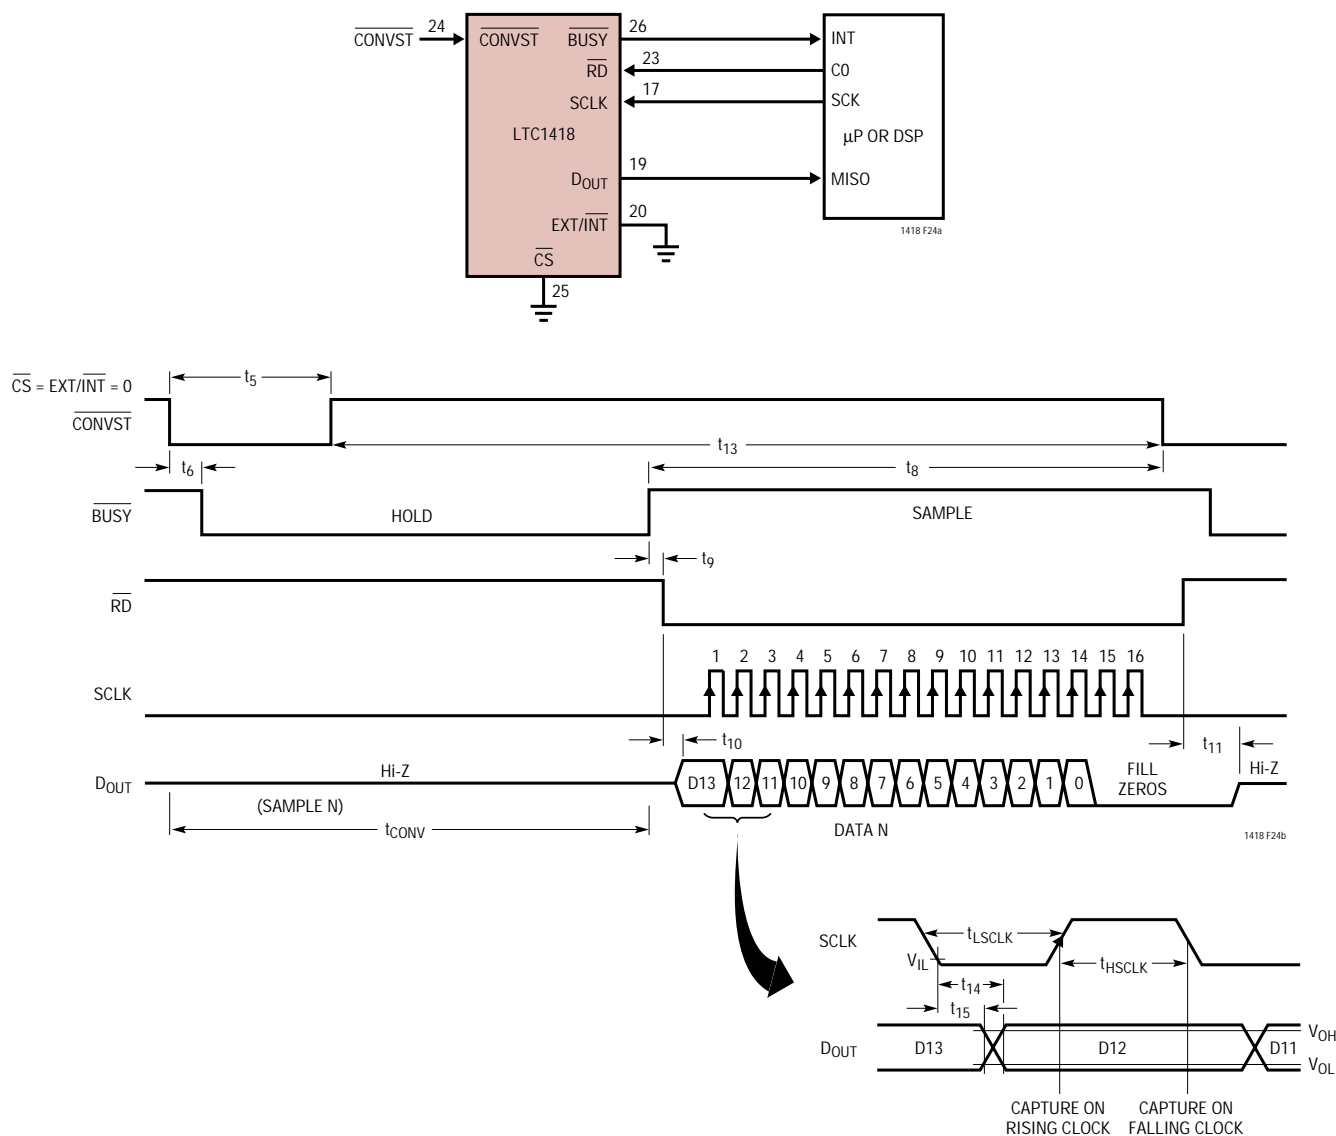 CONVST 24 CONVST BUSY 26 INT
RD 23 C0
SCLK 17 SCK
LTC1418 µP OR DSP
DOUT 19 MISO
EXT/INT 20
1418 F24a
CS
25
CS = EXT/INT = 0
t5
CONVST
t13
t6
t8
BUSY HOLD SAMPLE
t9
RD
1 2 3 4 5 6 7 8 9 10 11 12 13 14 15 16
SCLK
t10 t11
DOUT Hi-Z D13 12 11 10 9 8 7 6 5 4 3 2 1 0 FILL ZEROS Hi-Z
(SAMPLE N)
tCONV DATA N
1418 F24b
SCLK tLSCLK
VIL tHSCLK
t14
t15
VOH
DOUT D13 D12 D11
VOL
CAPTURE ON CAPTURE ON
RISING CLOCK FALLING CLOCK